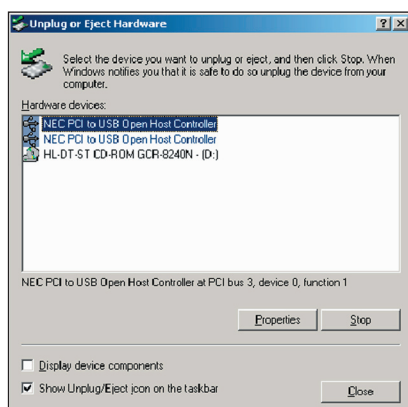 Unplug or Eject Hardware
Select the device you want to unplug or eject, and then click Stop. When
Windows notifies you that it is safe to do so unplug the device from your
computer.
Hardware devices:
NEC PCI to USB Open Host Controller
NEC PCI to USB Open Host Controller
HL-DT-ST CD-ROM GCR-8240N - (D:)
NEC PCI to USB Open Host Controller at PCI bus 3, device 0, function 1
Properties
Stop
Display device components
Show Unplug/Eject icon on the taskbar
Close